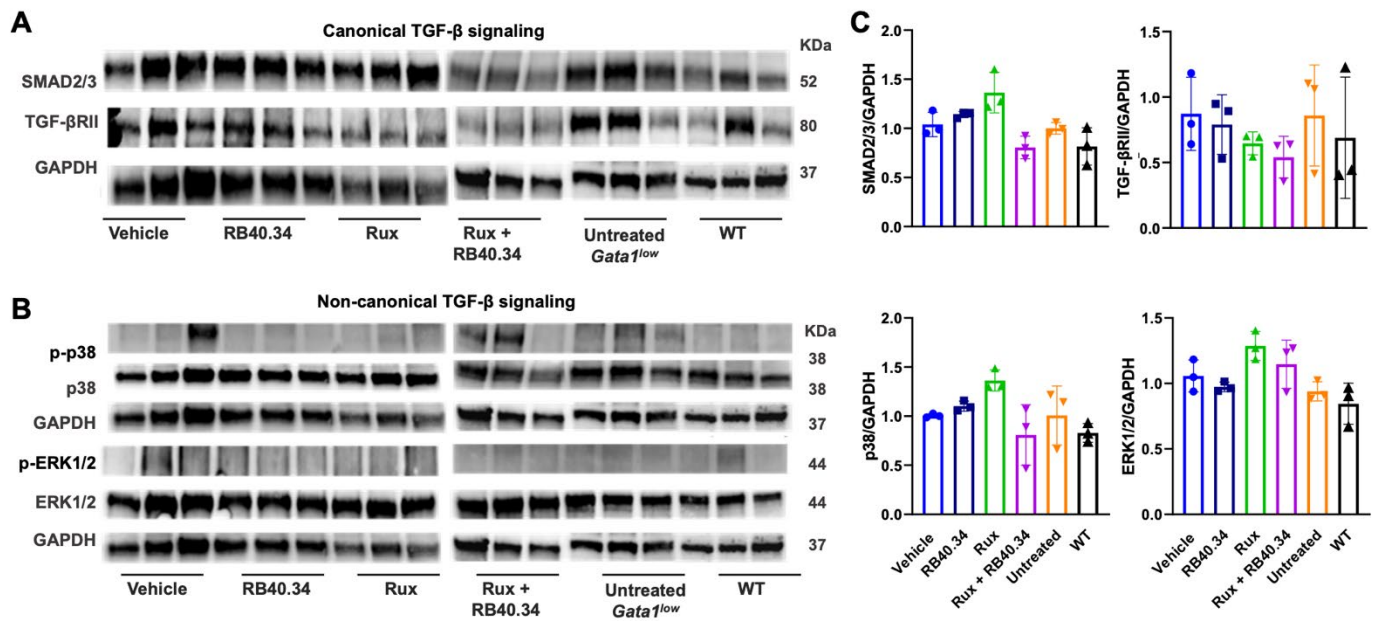 A
Canonical TGF-β signaling
KDa
SMAD2/3
52
TGF-βRII
80
GAPDH
37
Vehicle
RB40.34
Rux
Rux +
RB40.34
Untreated
Gata1low
WT
B
Non-canonical TGF-β signaling
KDa
p-p38
38
p38
38
GAPDH
37
p-ERK1/2
44
ERK1/2
44
GAPDH
37
Vehicle
RB40.34
Rux
Rux +
RB40.34
Untreated
Gata1low
WT
C
SMAD2/3/GAPDH
2.0
1.5
1.0
0.5
0.0
TGF-βRII/GAPDH
1.5
1.0
0.5
0.0
p38/GAPDH
2.0
1.5
1.0
0.5
0.0
Vehicle
RB40.34
Rux
Rux + RB40.34
Untreated
WT
ERK1/2/GAPDH
1.5
1.0
0.5
0.0
Vehicle
RB40.34
Rux
Rux + RB40.34
Untreated
WT